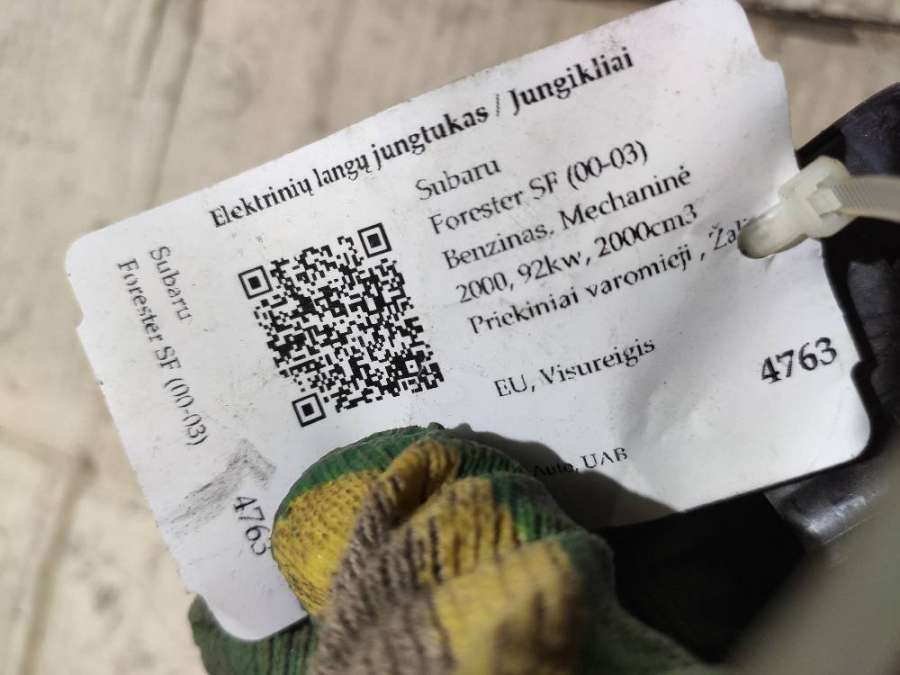 Elektrinių langų jungtukas / Jungikliai
Subaru
Forester SF (00-03)
Benzinas, Mechaninė
2000, 92kw, 2000cm3
Priekiniai varomieji ,
EU, Visureigis
4763
Auto, UAB
Subaru
Forester SF (00-03)
4763